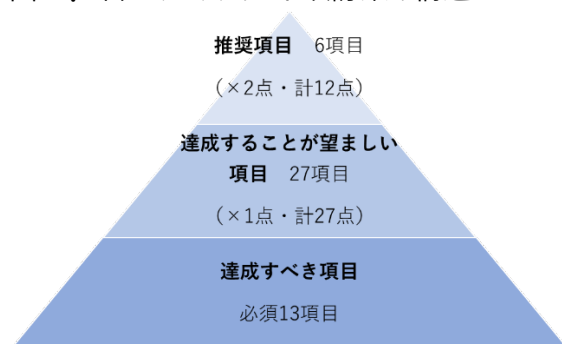 推奨項目　6項目
（×2点・計12点）
達成することが望ましい
項目　27項目
（×1点・計27点）
達成すべき項目
必須13項目